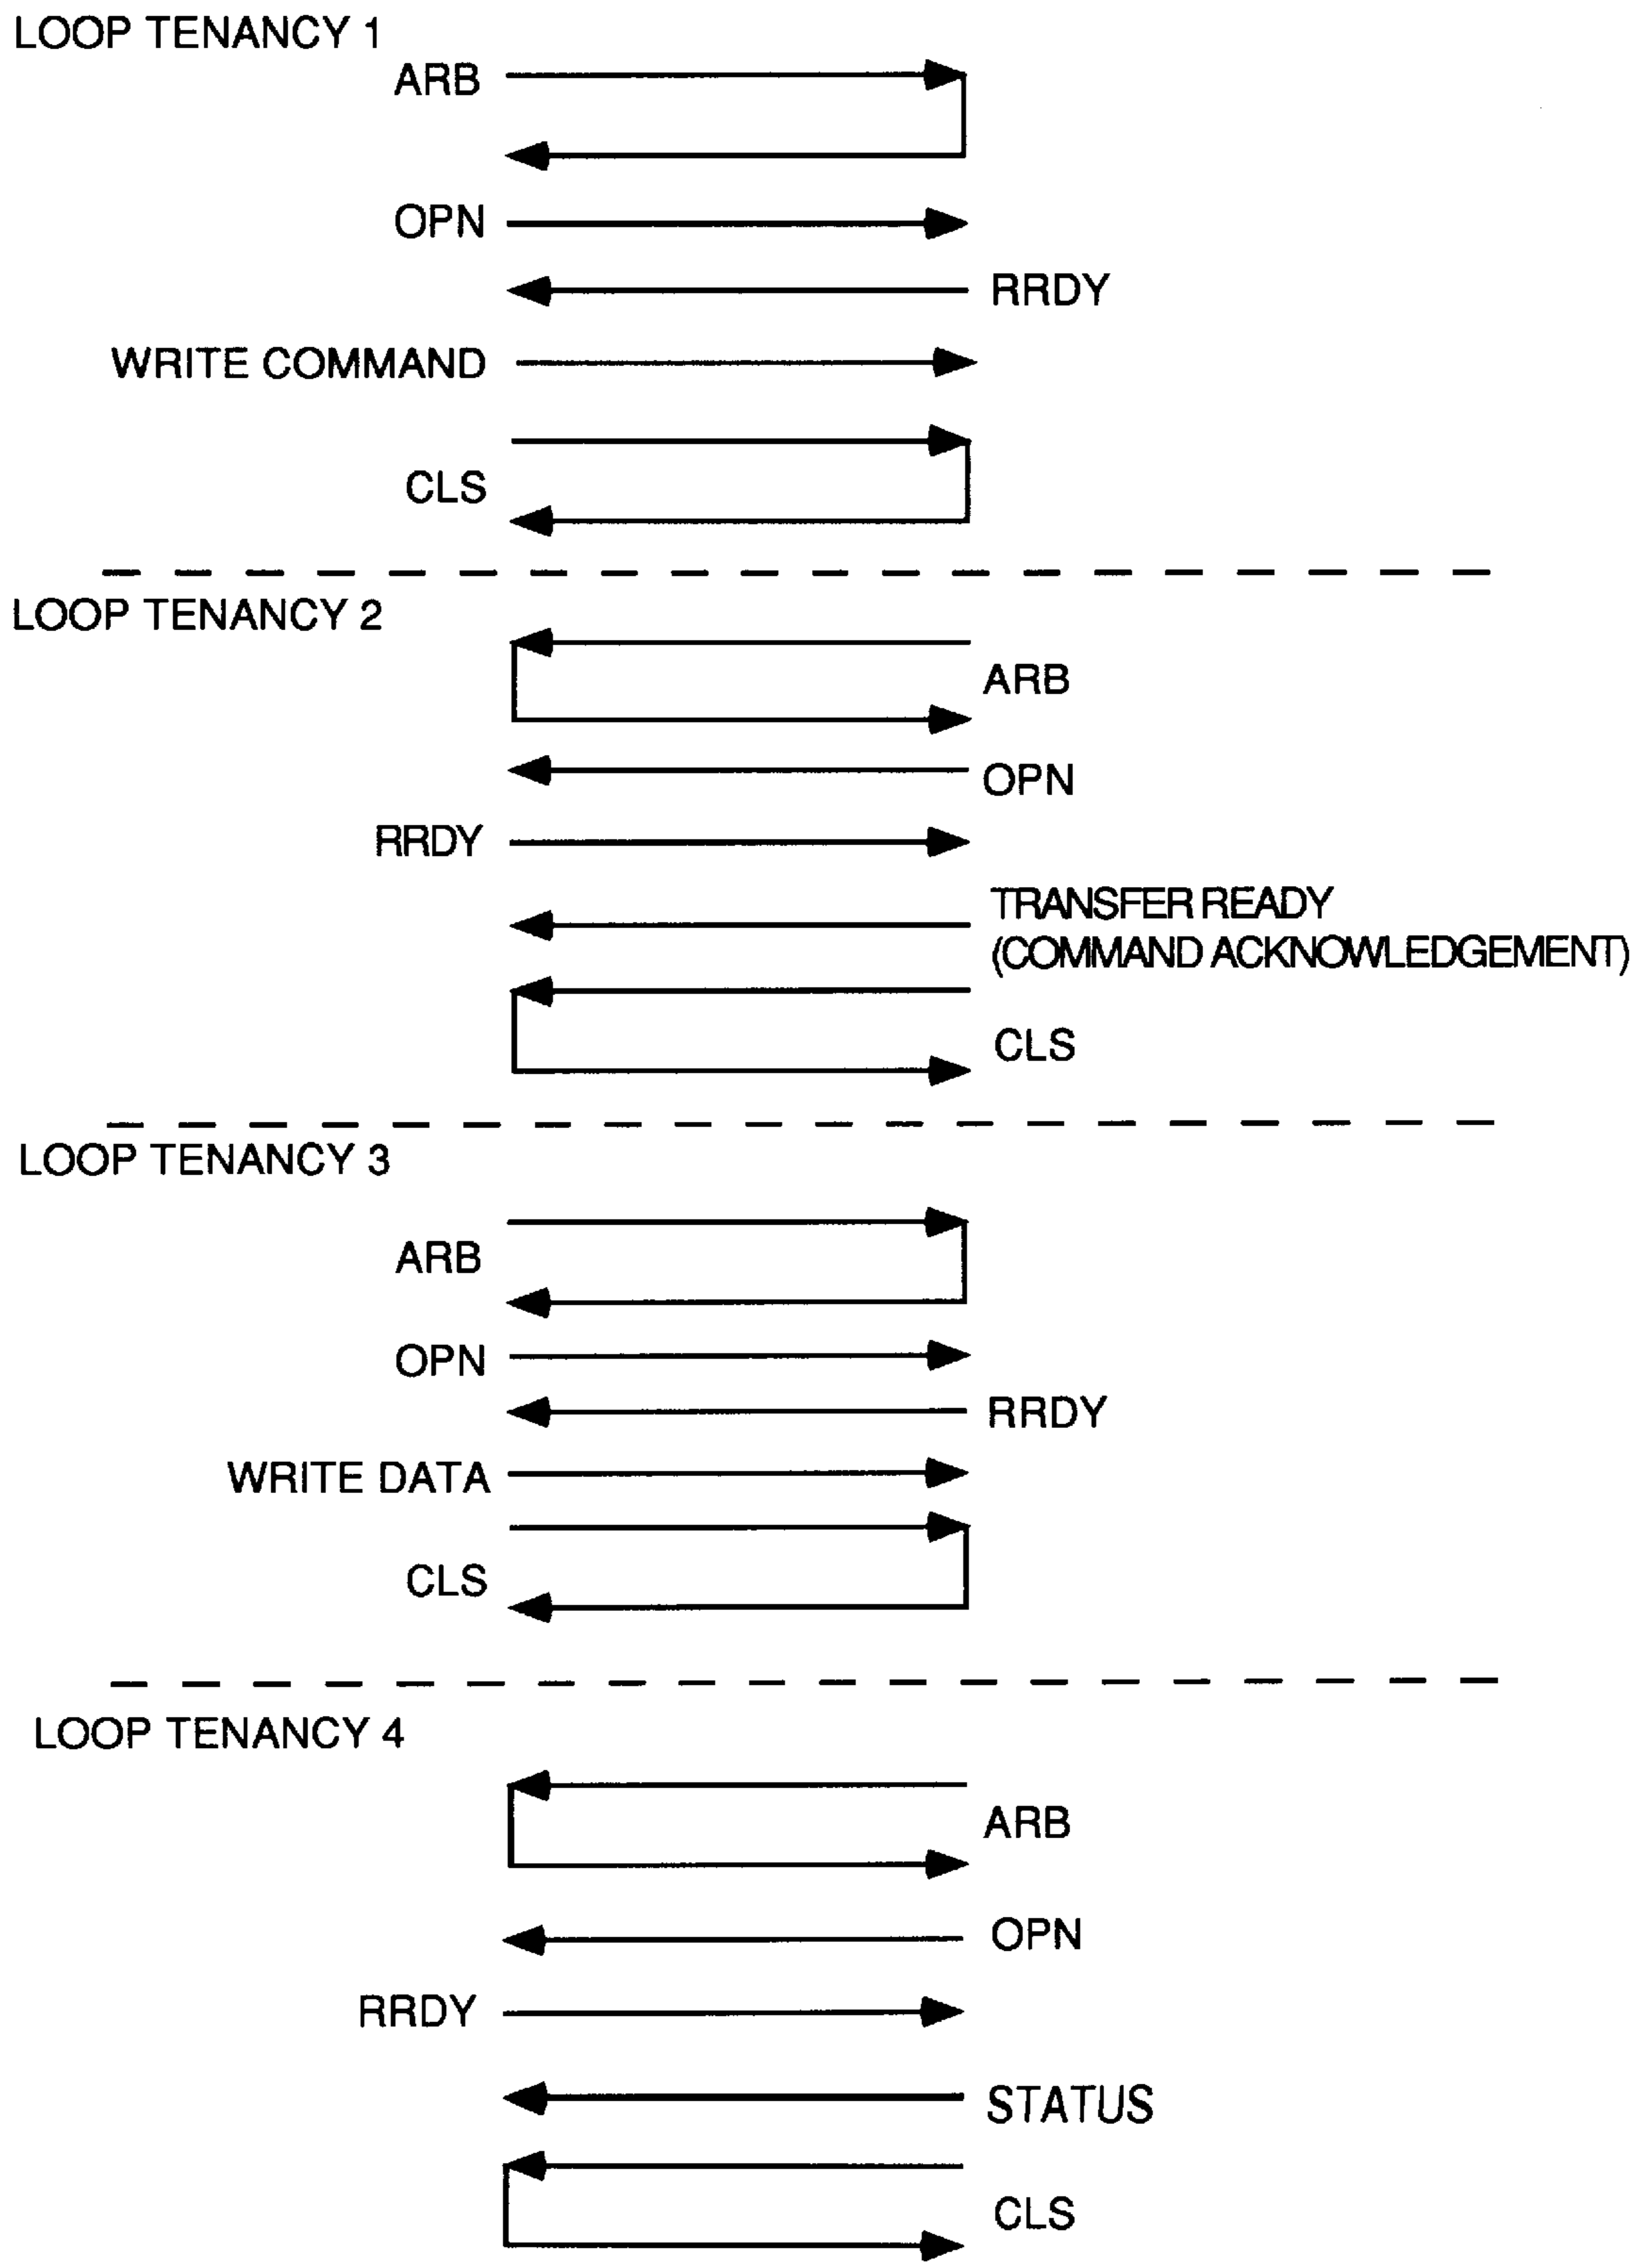 LOOP TENANCY 1
ARB
OPN
RRDY
WRITE COMMAND
CLS
LOOP TENANCY 2
ARB
OPN
RRDY
TRANSFER READY
(COMMAND ACKNOWLEDGEMENT)
CLS
LOOP TENANCY 3
ARB
OPN
RRDY
WRITE DATA
CLS
LOOP TENANCY 4
ARB
OPN
RRDY
STATUS
CLS